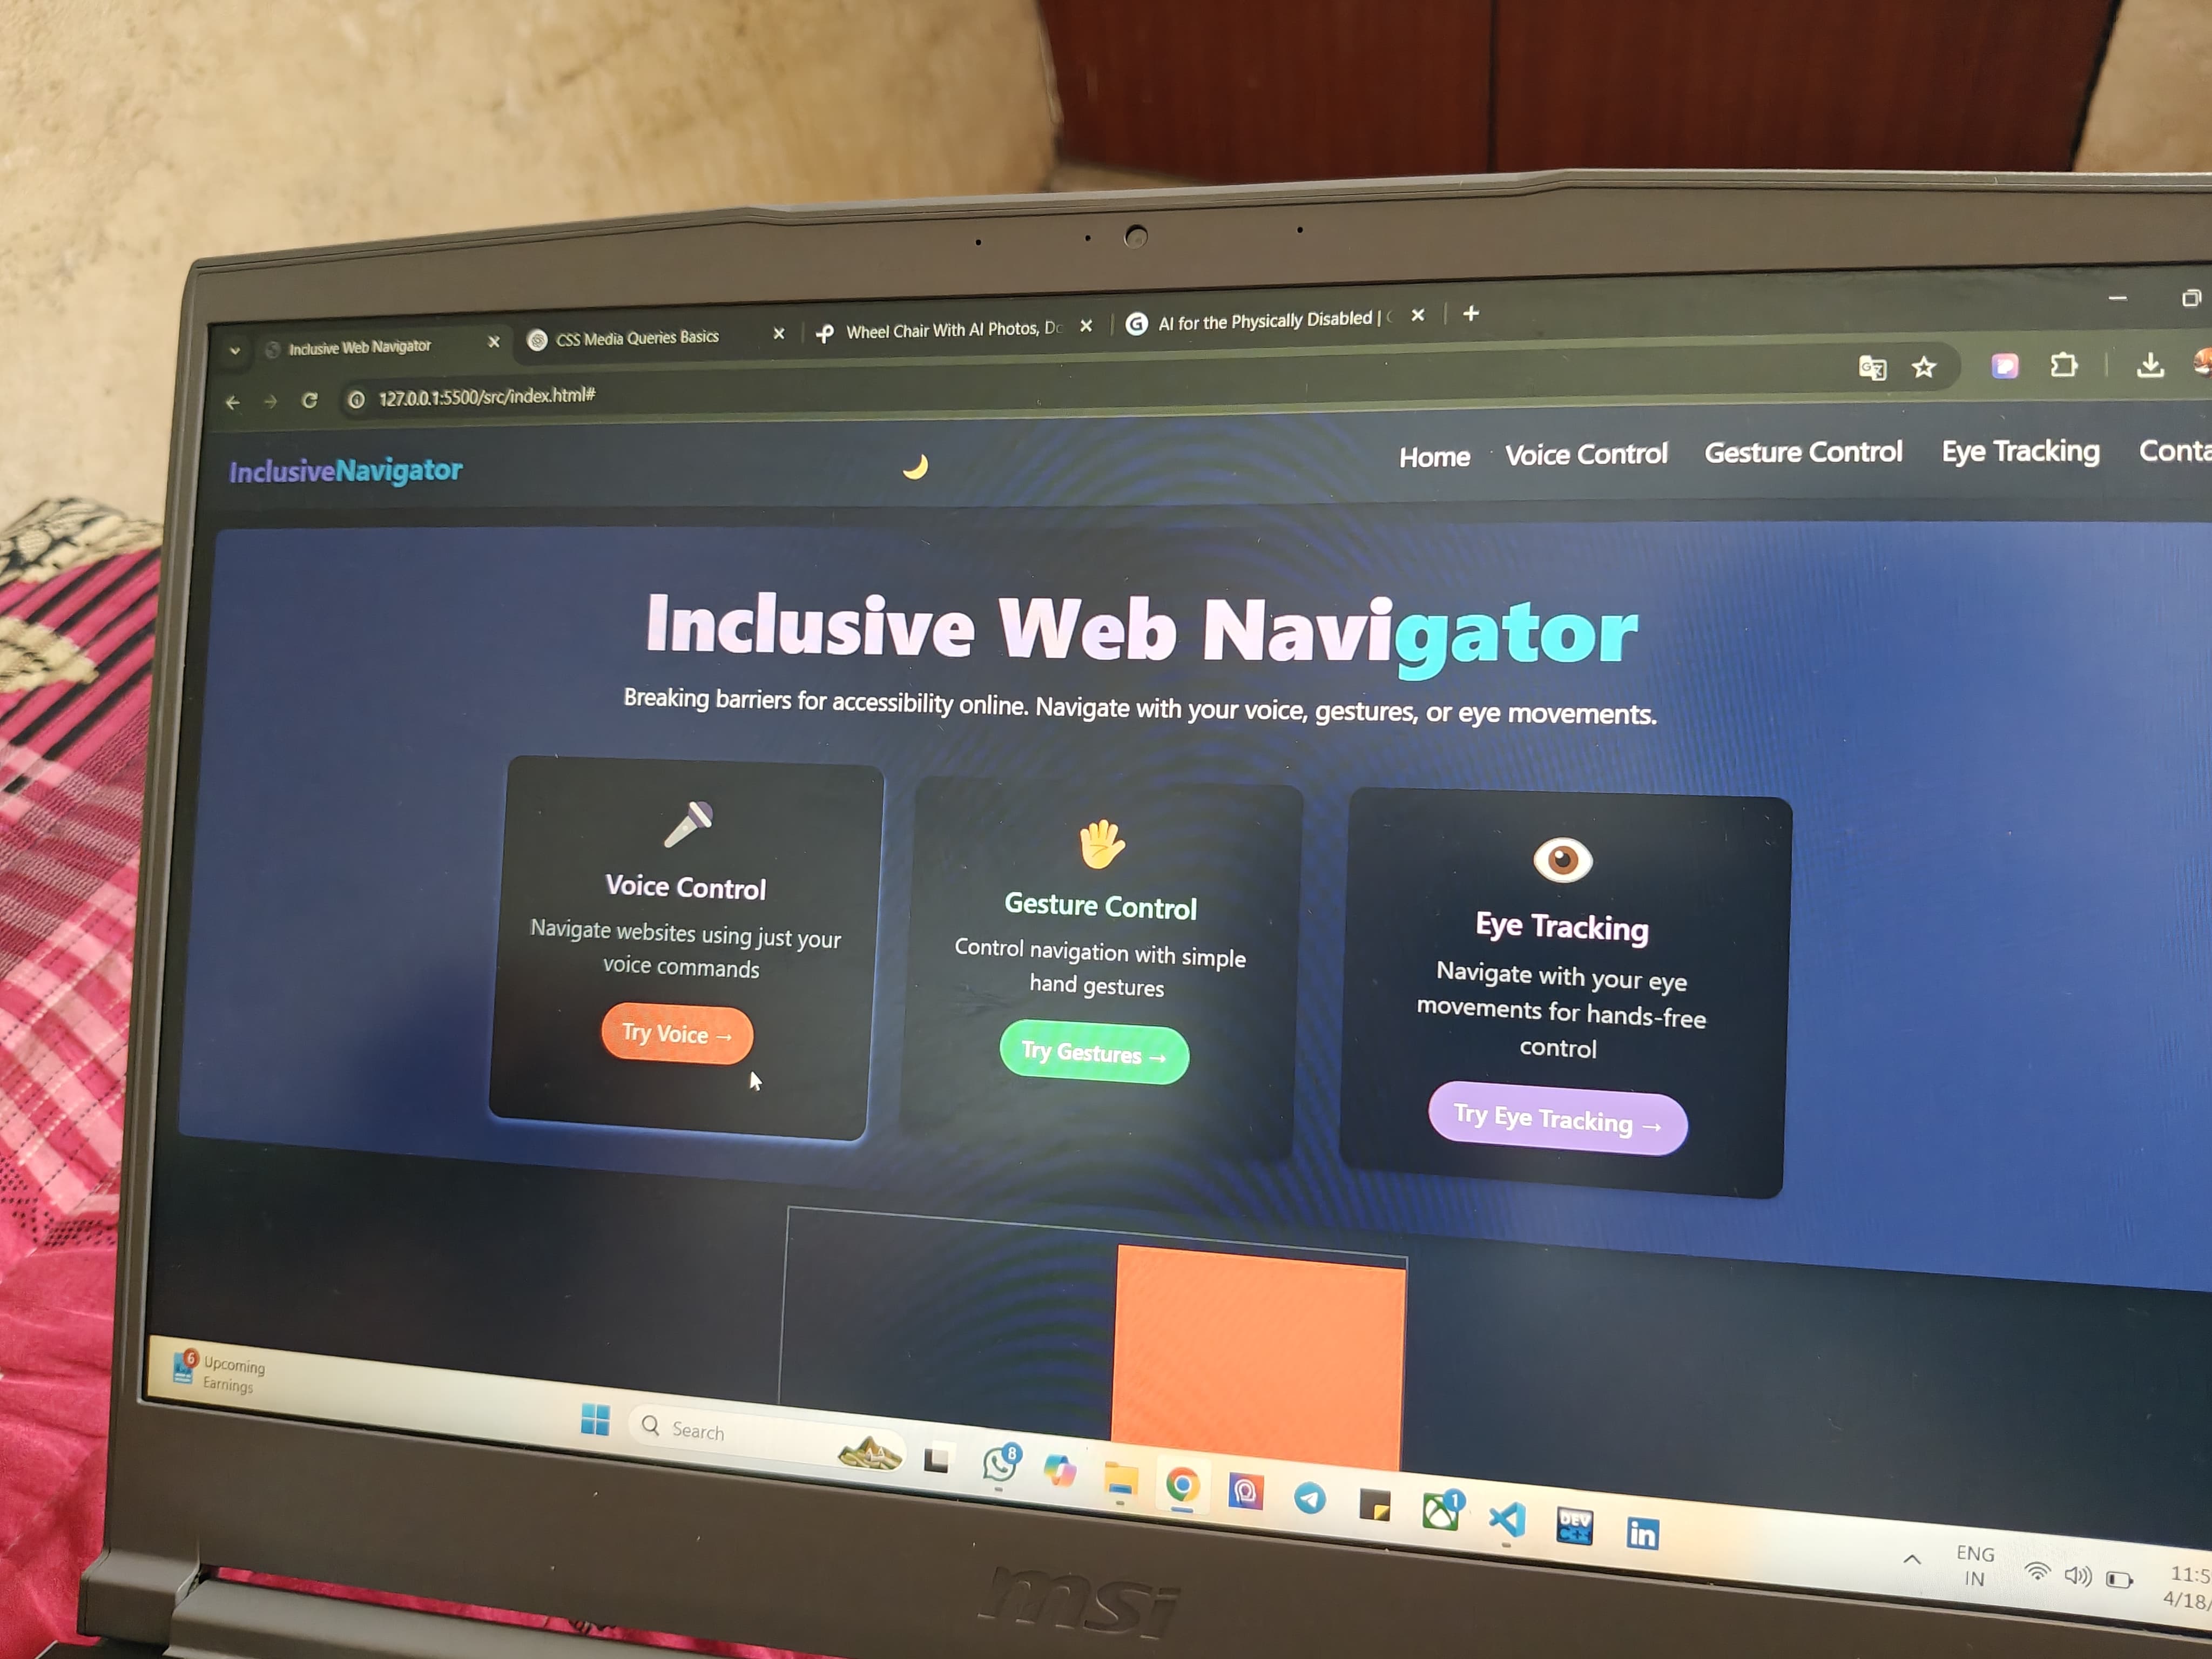 Inclusive Web Navigator
CSS Media Queries Basics
Wheel Chair With AI Photos, Do
AI for the Physically Disabled |
127.0.0.1:5500/src/index.html#
InclusiveNavigator
Home Voice Control Gesture Control Eye Tracking Conta
Inclusive Web Navigator
Breaking barriers for accessibility online. Navigate with your voice, gestures, or eye movements.
Voice Control
Navigate websites using just your
voice commands
Try Voice →
Gesture Control
Control navigation with simple
hand gestures
Try Gestures →
Eye Tracking
Navigate with your eye
movements for hands-free
control
Try Eye Tracking →
6
Upcoming
Earnings
Search
8
1
DEV
C++
in
ENG
IN
11:5
4/18/
msi